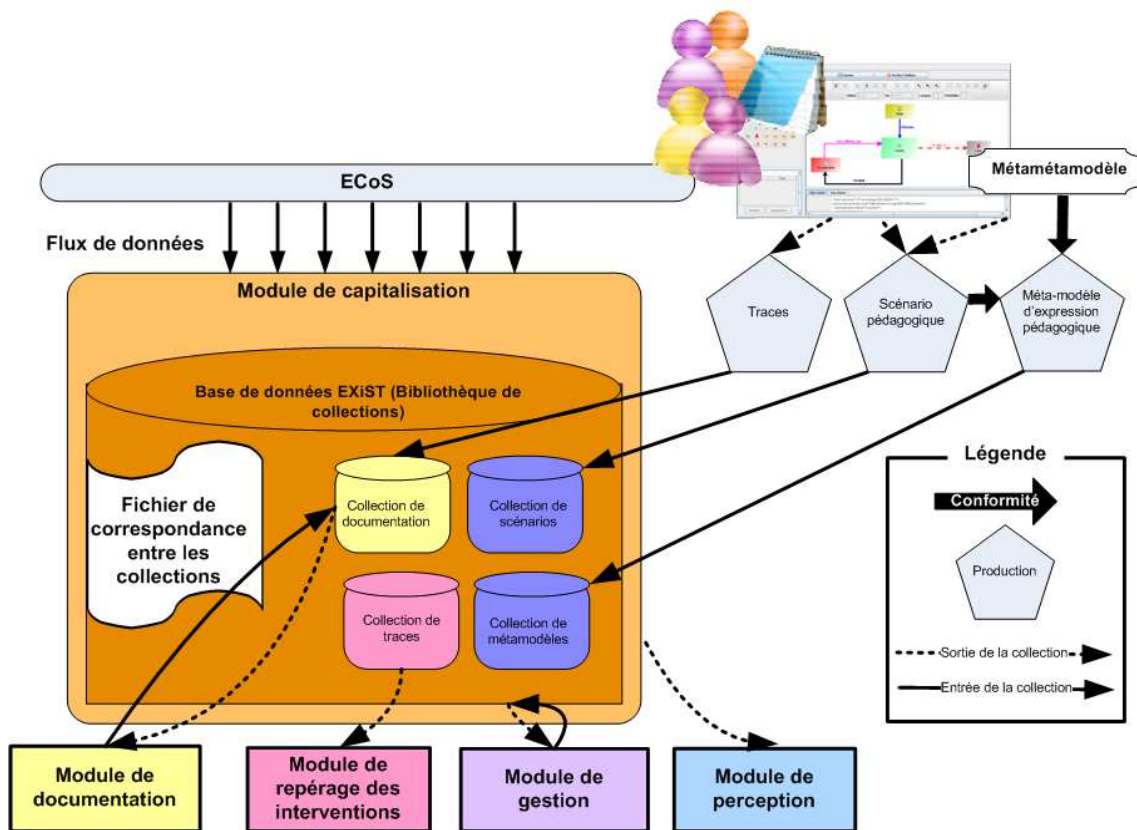 Métamétamodèle
ECoS
Flux de données
Module de capitalisation
Traces
Scénario
pédagogique
Méta-modèle
d'expression
pédagogique
Base de données EXiST (Bibliothèque de
collections)
Fichier de
correspondance
entre les
collections
Collection de
documentation
Collection de
scénarios
Collection de
traces
Collection de
métamodèles
Légende
Conformité
Production
Sortie de la collection
Entrée de la collection
Module de
documentation
Module de
repérage des
interventions
Module de
gestion
Module de
perception